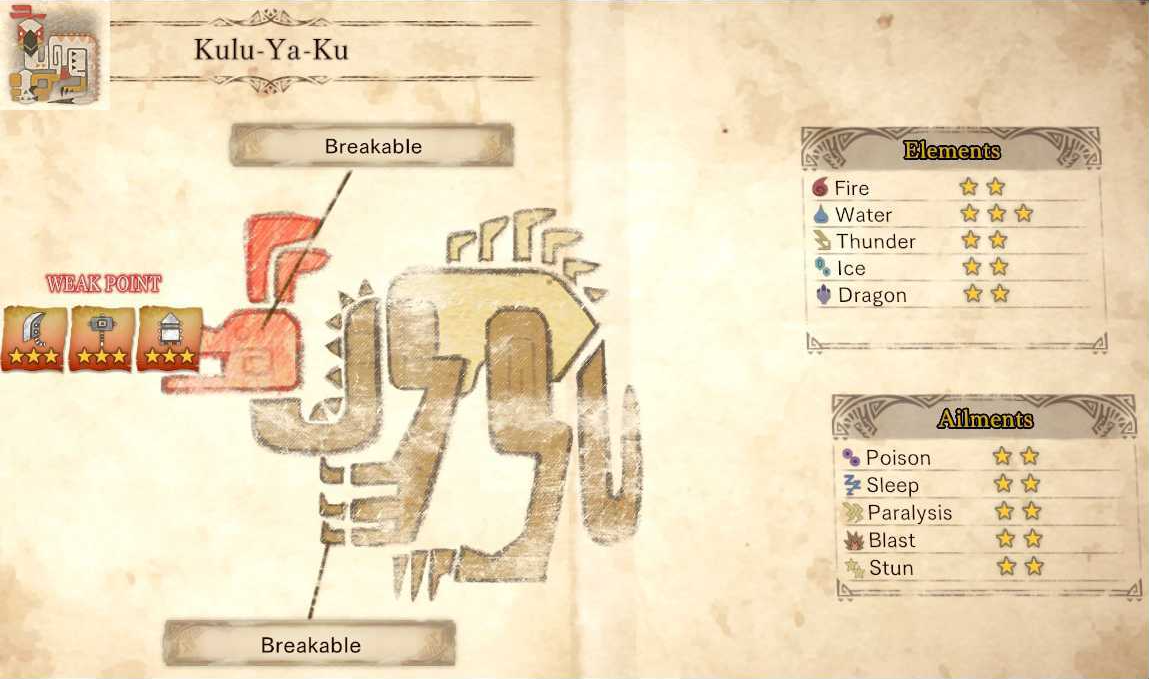 Kulu-Ya-Ku
Breakable
WEAK POINT
Breakable
Elements
Fire
Water
Thunder
Ice
Dragon
Ailments
Poison
Sleep
Paralysis
Blast
Stun